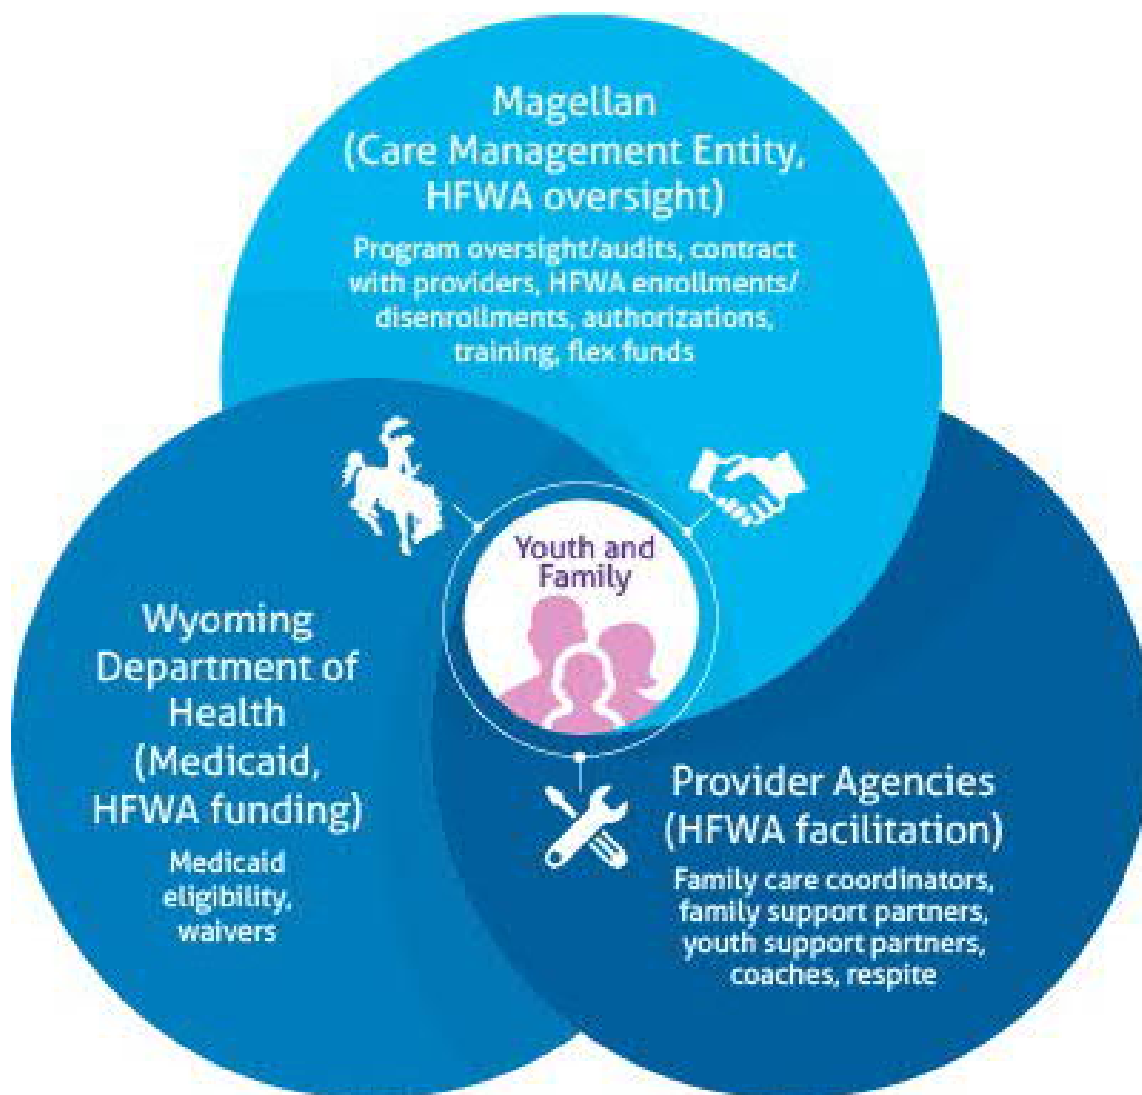 Magellan
(Care Management Entity,
HFWA oversight)
Program oversight/audits, contract
with providers, HFWA enrollments/
disenrollments, authorizations,
training, flex funds
Youth and
Family
Wyoming
Department of
Health
(Medicaid,
HFWA funding)
Medicaid
eligibility,
waivers
Provider Agencies
(HFWA facilitation)
Family care coordinators,
family support partners,
youth support partners,
coaches, respite